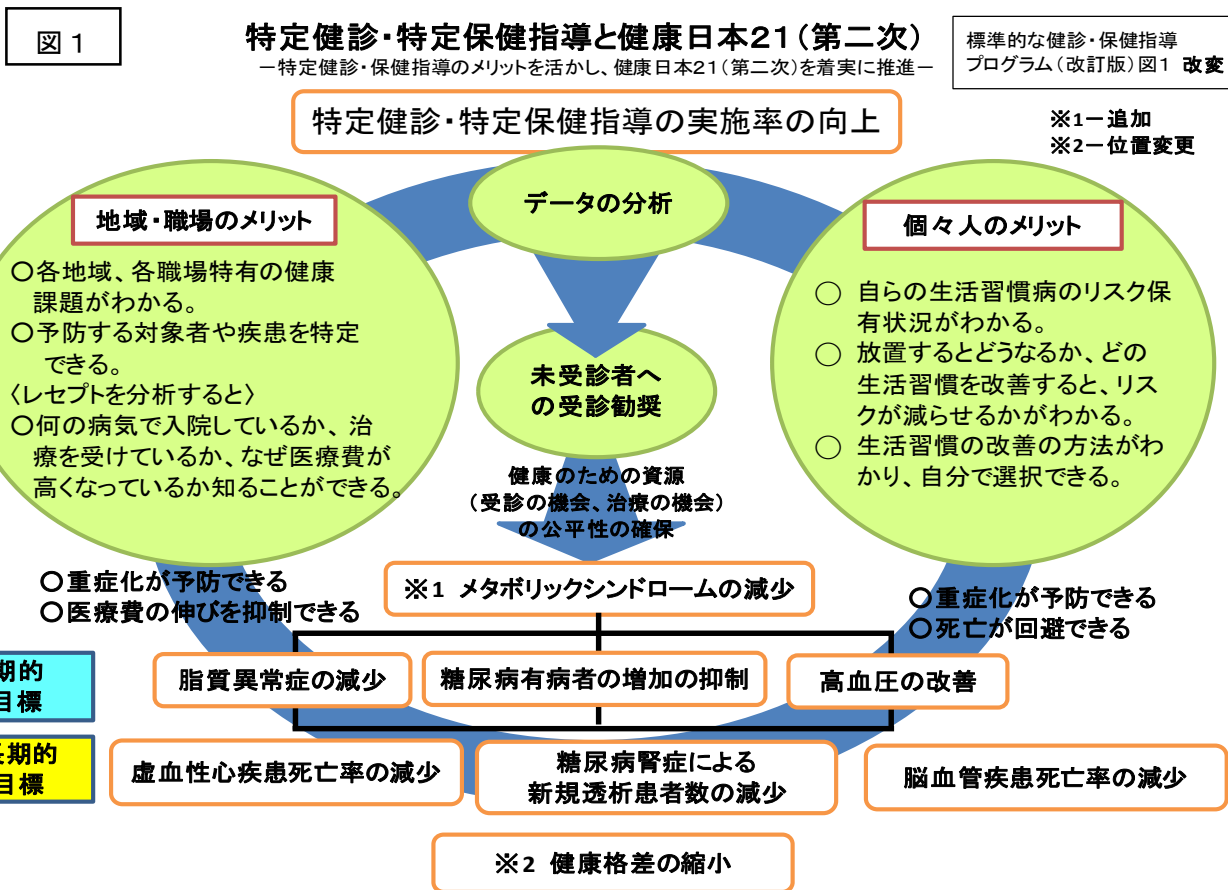 図1
特定健診・特定保健指導と健康日本21(第二次)
－特定健診・保健指導のメリットを活かし、健康日本21(第二次)を着実に推進－
標準的な健診・保健指導
プログラム(改訂版)図1 改変
特定健診・特定保健指導の実施率の向上
※1－追加
※2－位置変更
データの分析
地域・職場のメリット
○各地域、各職場特有の健康
課題がわかる。
○予防する対象者や疾患を特定
できる。
〈レセプトを分析すると〉
○何の病気で入院しているか、治
療を受けているか、なぜ医療費が
高くなっているか知ることができる。
個々人のメリット
○ 自らの生活習慣病のリスク保
有状況がわかる。
○ 放置するとどうなるか、どの
生活習慣を改善すると、リス
クが減らせるかがわかる。
○ 生活習慣の改善の方法がわ
かり、自分で選択できる。
未受診者へ
の受診勧奨
健康のための資源
(受診の機会、治療の機会)
の公平性の確保
○重症化が予防できる
○医療費の伸びを抑制できる
※1 メタボリックシンドロームの減少
○重症化が予防できる
○死亡が回避できる
期的
目標
脂質異常症の減少
糖尿病有病者の増加の抑制
高血圧の改善
長期的
目標
虚血性心疾患死亡率の減少
糖尿病腎症による
新規透析患者数の減少
脳血管疾患死亡率の減少
※2 健康格差の縮小